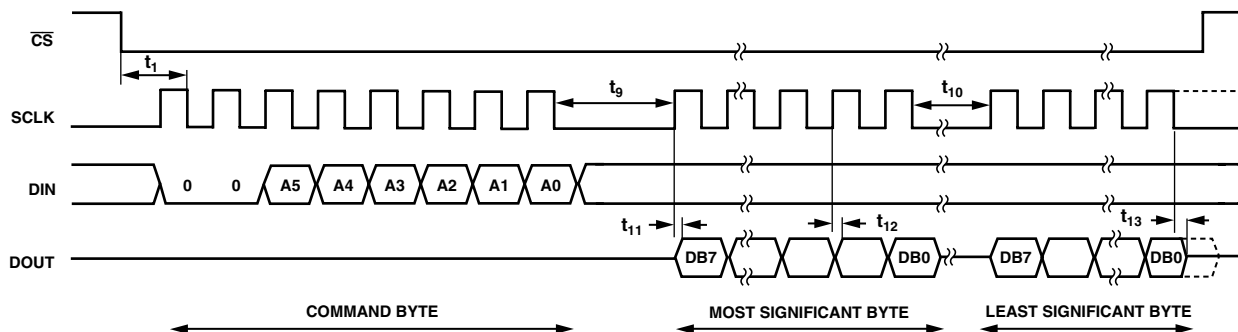 CS
t1
t9
t10
SCLK
DIN
0 0 A5 A4 A3 A2 A1 A0
t11
t12
t13
DOUT
DB7 DB0 DB7 DB0
COMMAND BYTE MOST SIGNIFICANT BYTE LEAST SIGNIFICANT BYTE